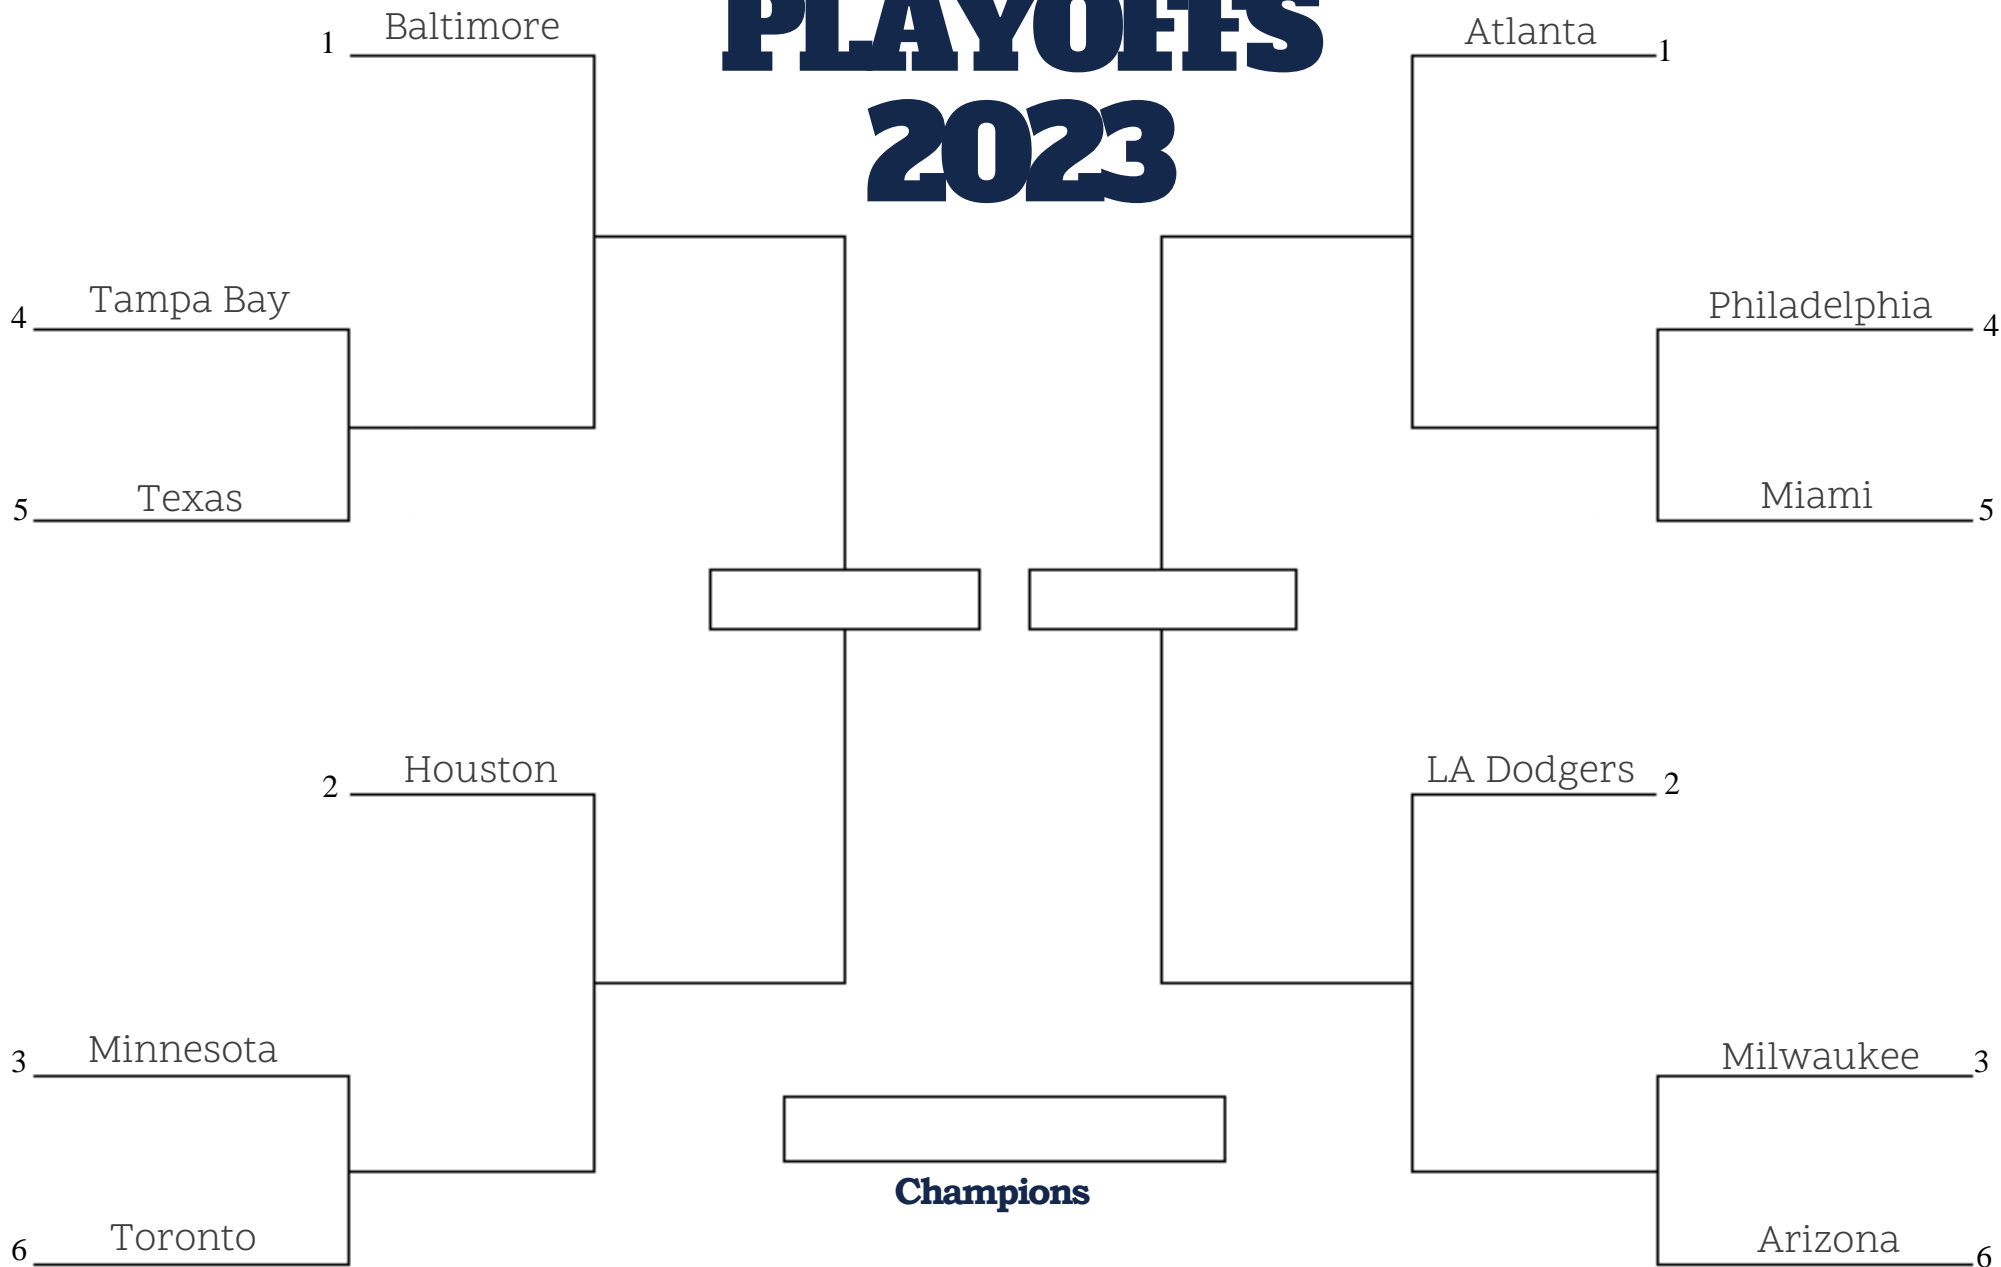 PLAYOFFS
2023
1 Baltimore
4 Tampa Bay
5 Texas
2 Houston
3 Minnesota
6 Toronto
Atlanta 1
Philadelphia 4
Miami 5
LA Dodgers 2
Milwaukee 3
Arizona 6
Champions